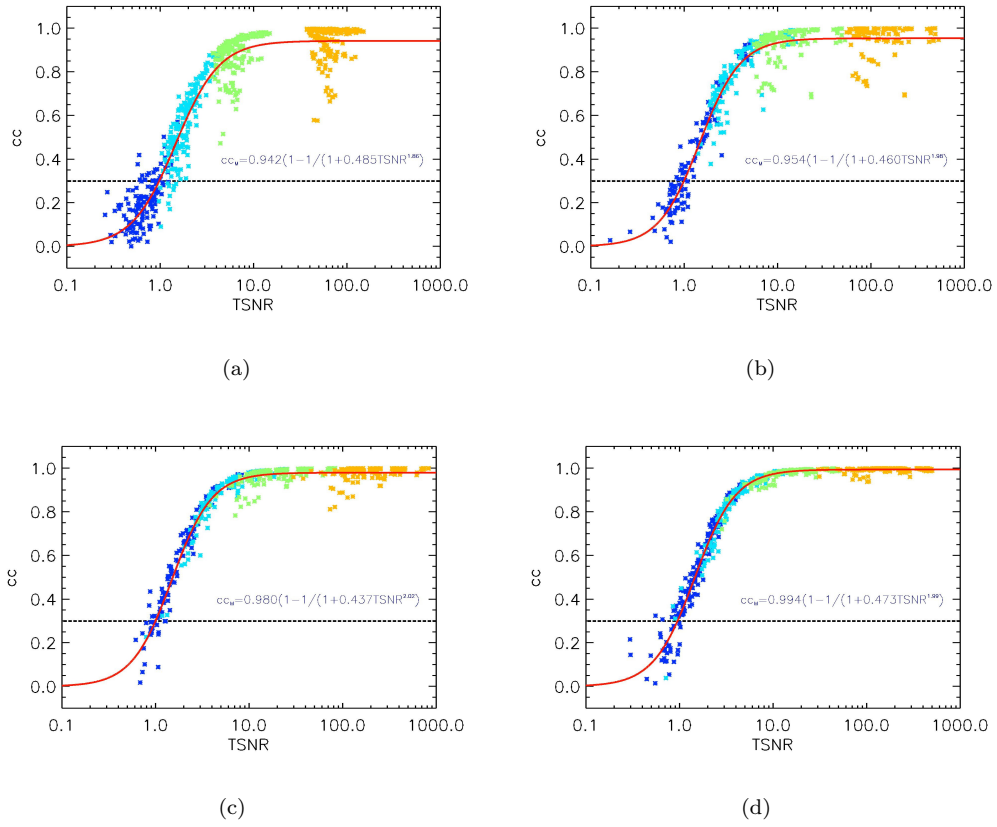 1.0
0.8
0.6
0.4
0.2
0.0
cc
cc_M=0.942(1-1/(1+0.485TSNR^1.86)
0.1 1.0 10.0 100.0 1000.0
TSNR
(a)
1.0
0.8
0.6
0.4
0.2
0.0
cc
cc_M=0.954(1-1/(1+0.460TSNR^1.98)
0.1 1.0 10.0 100.0 1000.0
TSNR
(b)
1.0
0.8
0.6
0.4
0.2
0.0
cc
cc_M=0.980(1-1/(1+0.437TSNR^2.02)
0.1 1.0 10.0 100.0 1000.0
TSNR
(c)
1.0
0.8
0.6
0.4
0.2
0.0
cc
cc_M=0.994(1-1/(1+0.473TSNR^1.99)
0.1 1.0 10.0 100.0 1000.0
TSNR
(d)